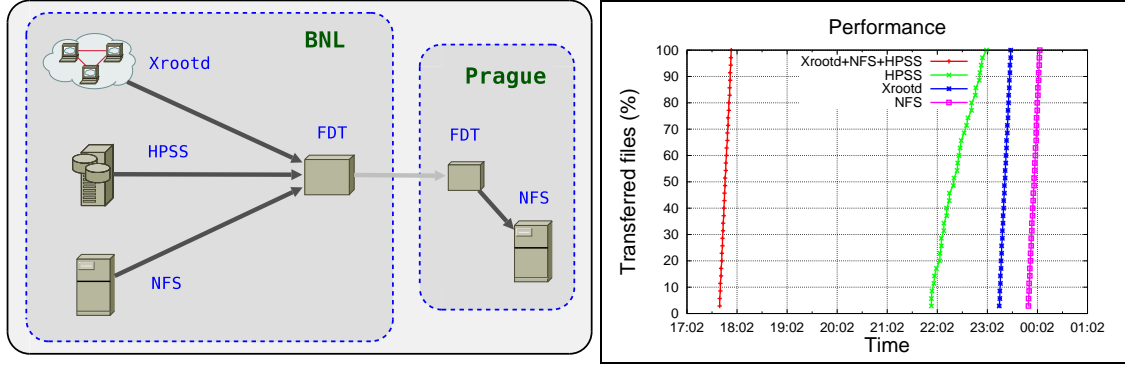 BNL
Xrootd
Prague
FDT
FDT
HPSS
NFS
NFS
Performance
Transferred files (%)
100
90
80
70
60
50
40
30
20
10
0
Xrootd+NFS+HPSS
HPSS
Xrootd
NFS
17:02 18:02 19:02 20:02 21:02 22:02 23:02 00:02 01:02
Time